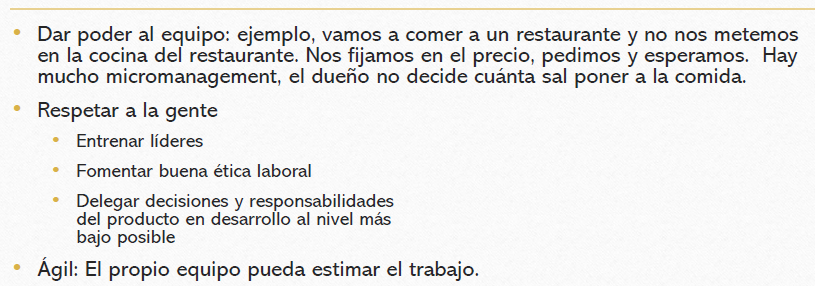 • Dar poder al equipo: ejemplo, vamos a comer a un restaurante y no nos metemos
en la cocina del restaurante. Nos fijamos en el precio, pedimos y esperamos. Hay
mucho micromanagement, el dueño no decide cuánta sal poner a la comida.
• Respetar a la gente
• Entrenar líderes
• Fomentar buena ética laboral
• Delegar decisiones y responsabilidades
del producto en desarrollo al nivel más
bajo posible
• Ágil: El propio equipo pueda estimar el trabajo.